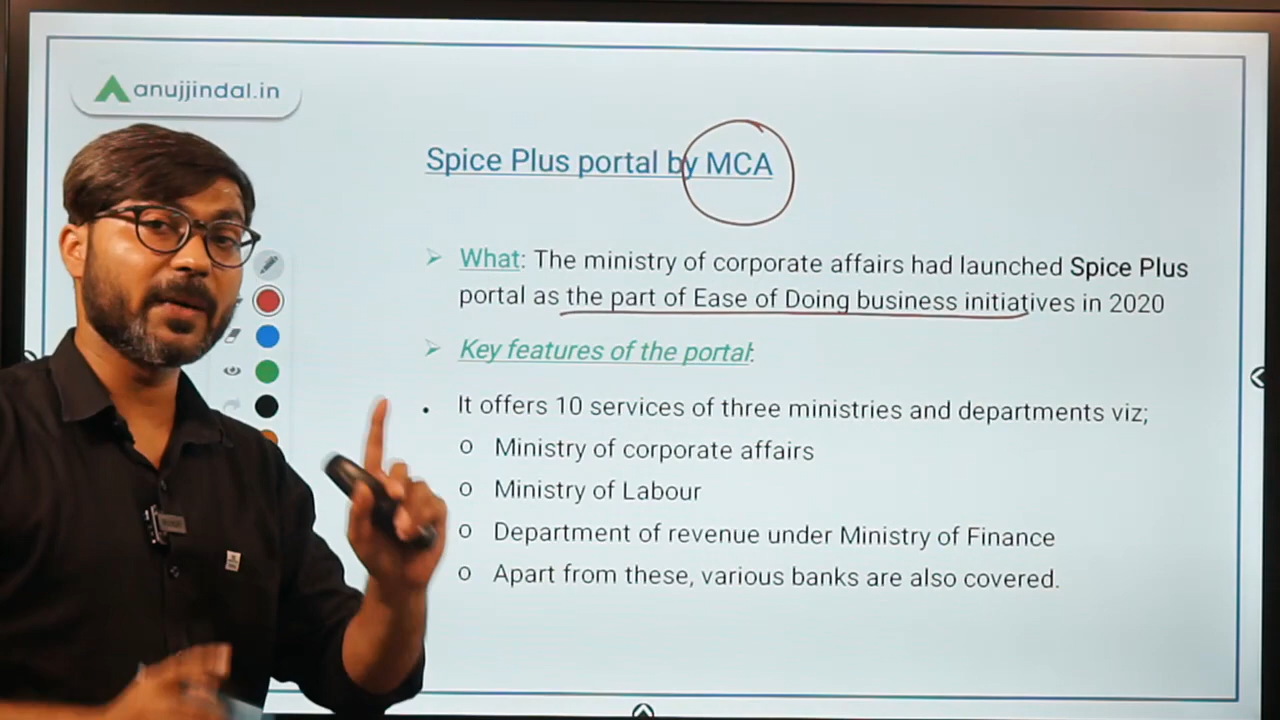 anujjindal.in
Spice Plus portal by MCA
What: The ministry of corporate affairs had launched Spice Plus
portal as the part of Ease of Doing business initiatives in 2020
Key features of the portal:
. It offers 10 services of three ministries and departments viz;
o Ministry of corporate affairs
o Ministry of Labour
o Department of revenue under Ministry of Finance
o Apart from these, various banks are also covered.